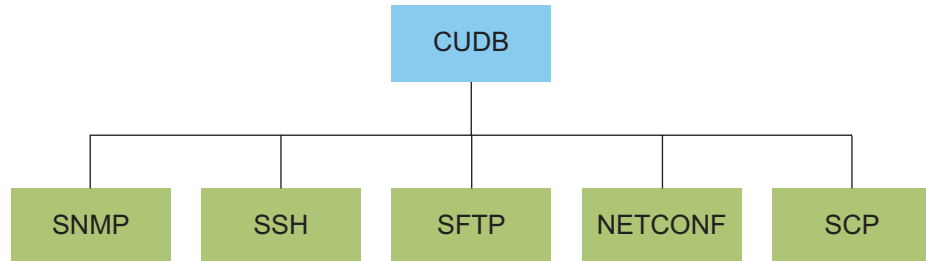 CUDB
SNMP
SSH
SFTP
NETCONF
SCP